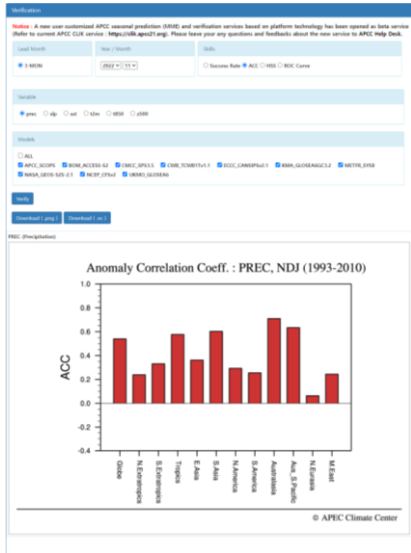 Verification
Notice : A new user-customized APCC seasonal prediction (MME) and verification services based on platform technology has been opened as beta service
(Refer to current APCC CLIK service : https://clik.apcc21.org). Please leave your any questions and feedbacks about the new service to APCC Help Desk.
Lead Month Year / Month Skills
3-MON 2022 11 Success Rate ACC HSS ROC Curve
Variable
prec slp sst t2m t850 z500
Models
ALL
APCC_SCOPS BOM_ACCESS-S2 CMCC_SPS3.5 CWB_TCWB1Tv1.1 ECCC_CANSIPSv2.1 KMA_GLOSEA6GC3.2 METFR_SYS8
NASA_GEOS-S2S-2.1 NCEP_CFSv2 UKMO_GLOSEA6
Verify
Download (.png) Download (.nc)
PREC (Precipitation)
Anomaly Correlation Coeff. : PREC, NDJ (1993-2010)
1.0
0.8
0.6
0.4
0.2
0.0
-0.2
-0.4
ACC
Globe
N.Extratropics
S.Extratropics
Tropics
E.Asia
S.Asia
N.America
S.America
Australasia
Aus_S.Pacific
N.Eurasia
M.East
© APEC Climate Center